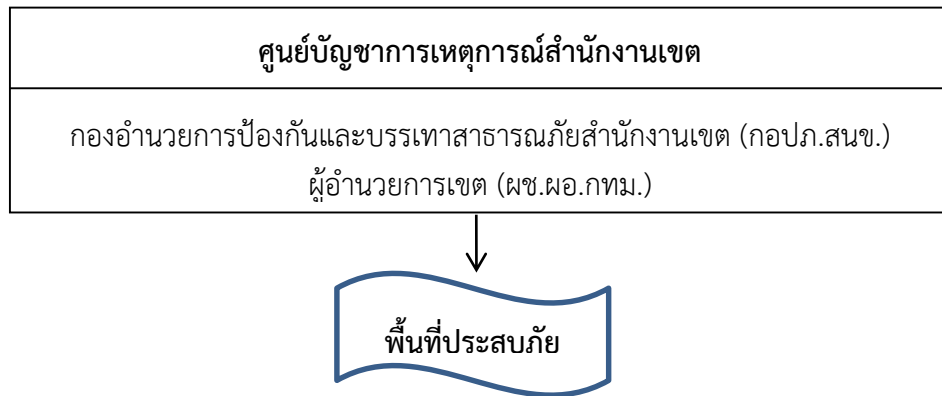 ศูนย์บัญชาการเหตุการณ์สำนักงานเขต
กองอำนวยการป้องกันและบรรเทาสาธารณภัยสำนักงานเขต (กอปภ.สนข.)
ผู้อำนวยการเขต (ผช.ผอ.กทม.)
พื้นที่ประสบภัย